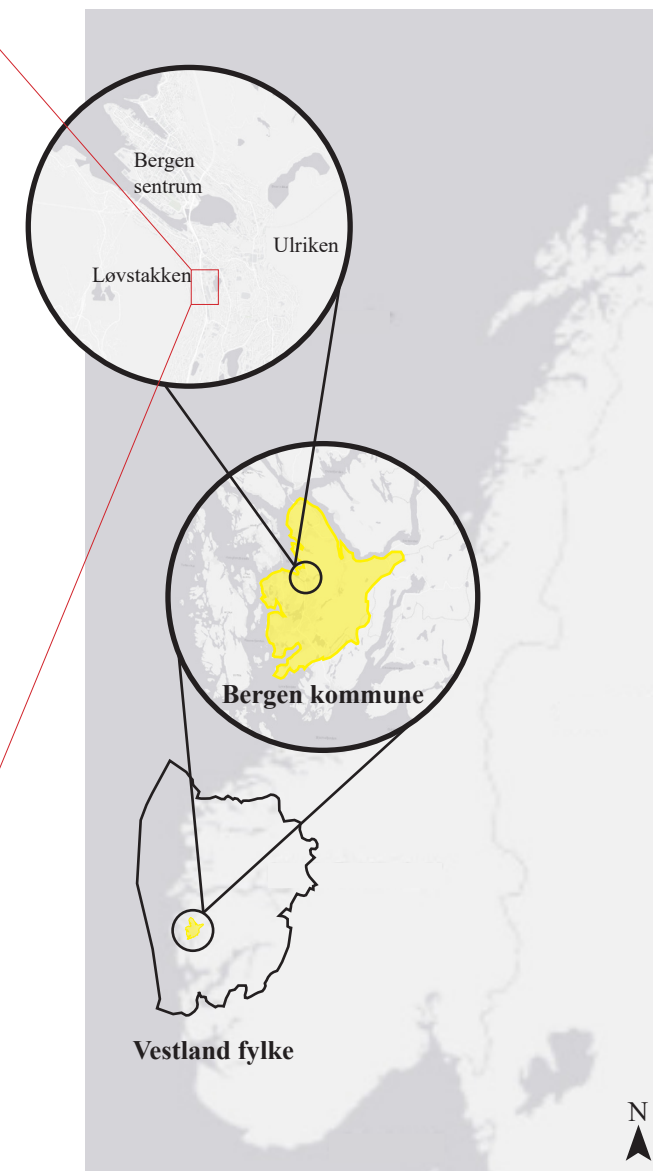 Bergen
sentrum
Ulriken
Løvstakken
Bergen kommune
Vestland fylke
N